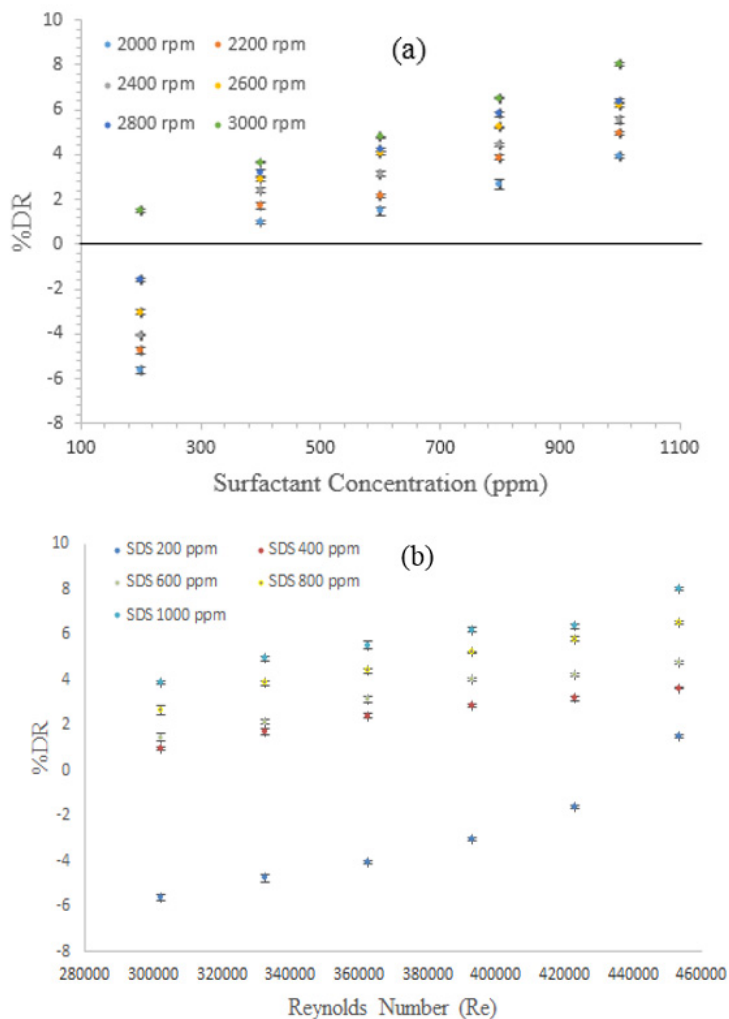 10
8
6
4
2
0
-2
-4
-6
-8
%DR
2000 rpm 2200 rpm
2400 rpm 2600 rpm
2800 rpm 3000 rpm
(a)
100 300 500 700 900 1100
Surfactant Concentration (ppm)
10
8
6
4
2
0
-2
-4
-6
-8
%DR
SDS 200 ppm SDS 400 ppm
SDS 600 ppm SDS 800 ppm
SDS 1000 ppm
(b)
280000 300000 320000 340000 360000 380000 400000 420000 440000 460000
Reynolds Number (Re)